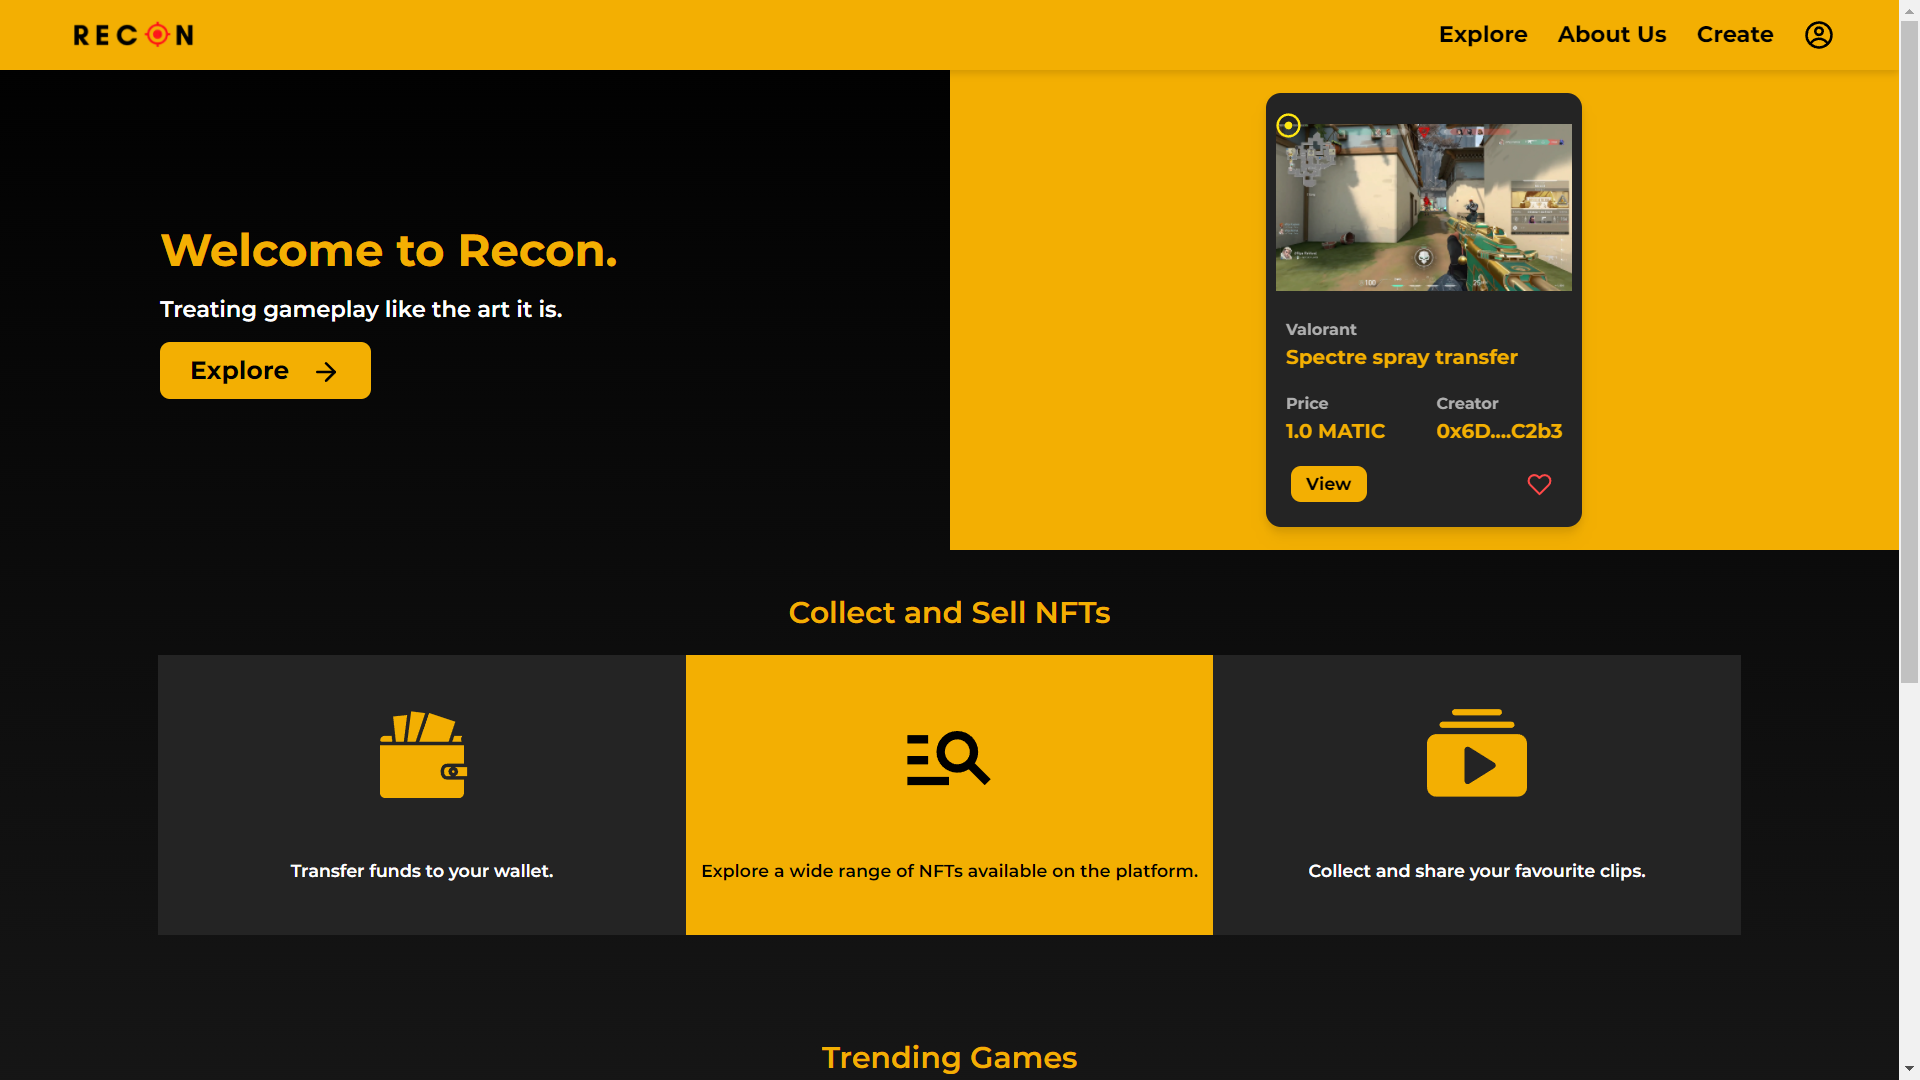 RECON
Explore
About Us
Create
Welcome to Recon.
Treating gameplay like the art it is.
Explore
Valorant
Spectre spray transfer
Price
Creator
1.0 MATIC
0x6D....C2b3
View
Collect and Sell NFTs
Transfer funds to your wallet.
Explore a wide range of NFTs available on the platform.
Collect and share your favourite clips.
Trending Games